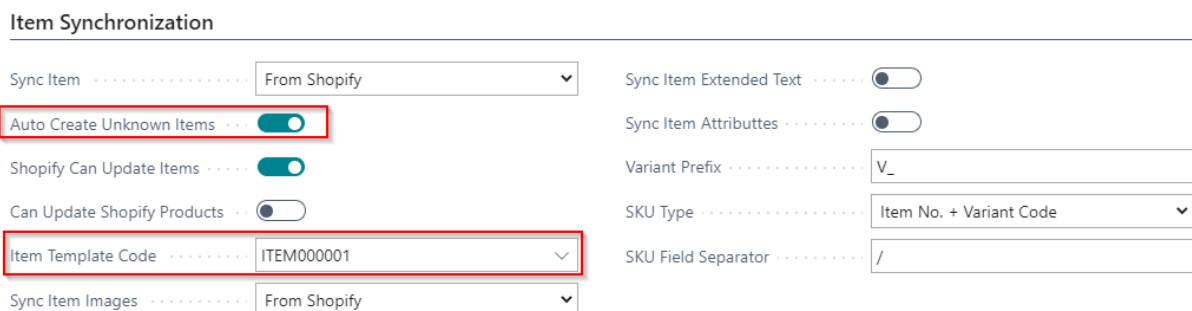 Item Synchronization
Sync Item
From Shopify
Auto Create Unknown Items
Shopify Can Update Items
Can Update Shopify Products
Item Template Code
ITEM000001
Sync Item Images
From Shopify
Sync Item Extended Text
Sync Item Attributtes
Variant Prefix
V_
SKU Type
Item No. + Variant Code
SKU Field Separator
/